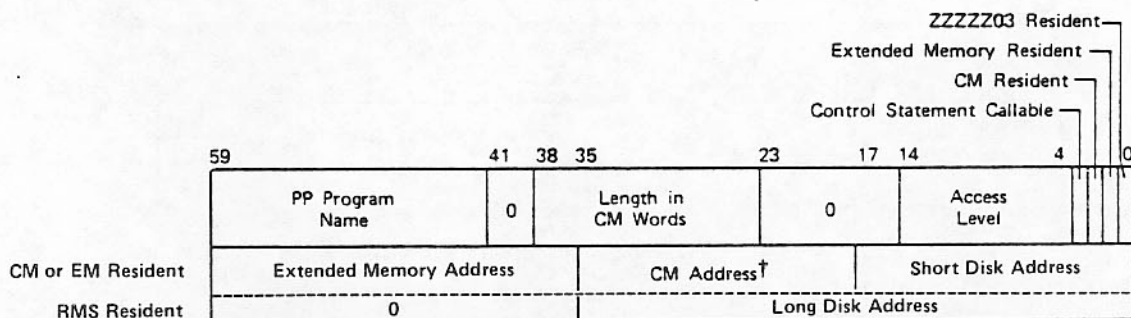 ZZZZZ03 Resident
Extended Memory Resident
CM Resident
Control Statement Callable
59 41 38 35 23 17 14 4 0
PP Program Name
0
Length in CM Words
0
Access Level
CM or EM Resident
Extended Memory Address
CM Address†
Short Disk Address
RMS Resident
0
Long Disk Address